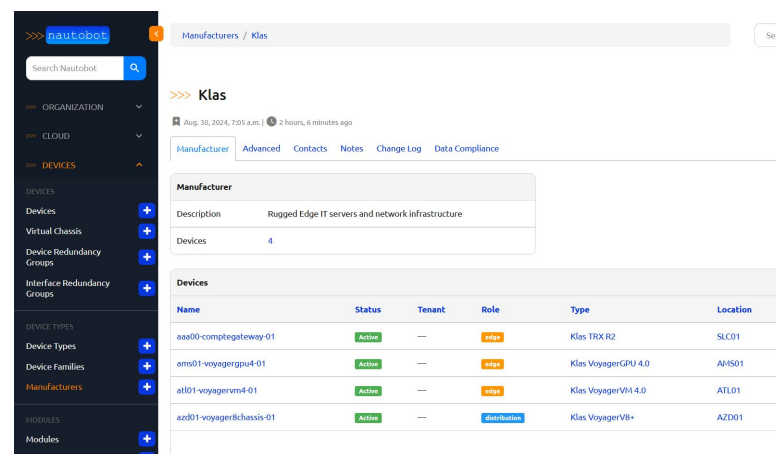 >>> nautobot
Manufacturers / Klas
Search Nautobot
>>> ORGANIZATION
>>> CLOUD
>>> DEVICES
DEVICES
Devices
Virtual Chassis
Device Redundancy
Groups
Interface Redundancy
Groups
DEVICE TYPES
Device Types
Device Families
Manufacturers
MODULES
Modules
>>> Klas
Aug. 30, 2024, 7:05 a.m. | 2 hours, 6 minutes ago
Manufacturer Advanced Contacts Notes Change Log Data Compliance
Manufacturer
Description Rugged Edge IT servers and network infrastructure
Devices 4
Devices
Name Status Tenant Role Type Location
aaa00-comptegateway-01 Active — edge Klas TRX R2 SLC01
ams01-voyagergpu4-01 Active — edge Klas VoyagerGPU 4.0 AMS01
atl01-voyagervm4-01 Active — edge Klas VoyagerVM 4.0 ATL01
azd01-voyager8chassis-01 Active — distribution Klas VoyagerV8+ AZD01